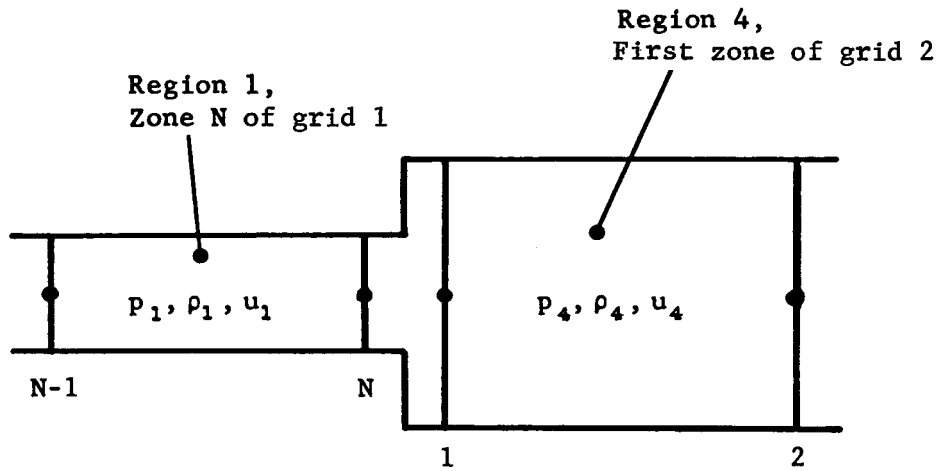 Region 4,
First zone of grid 2
Region 1,
Zone N of grid 1
p₁, ρ₁, u₁
p₄, ρ₄, u₄
N-1
N
1
2